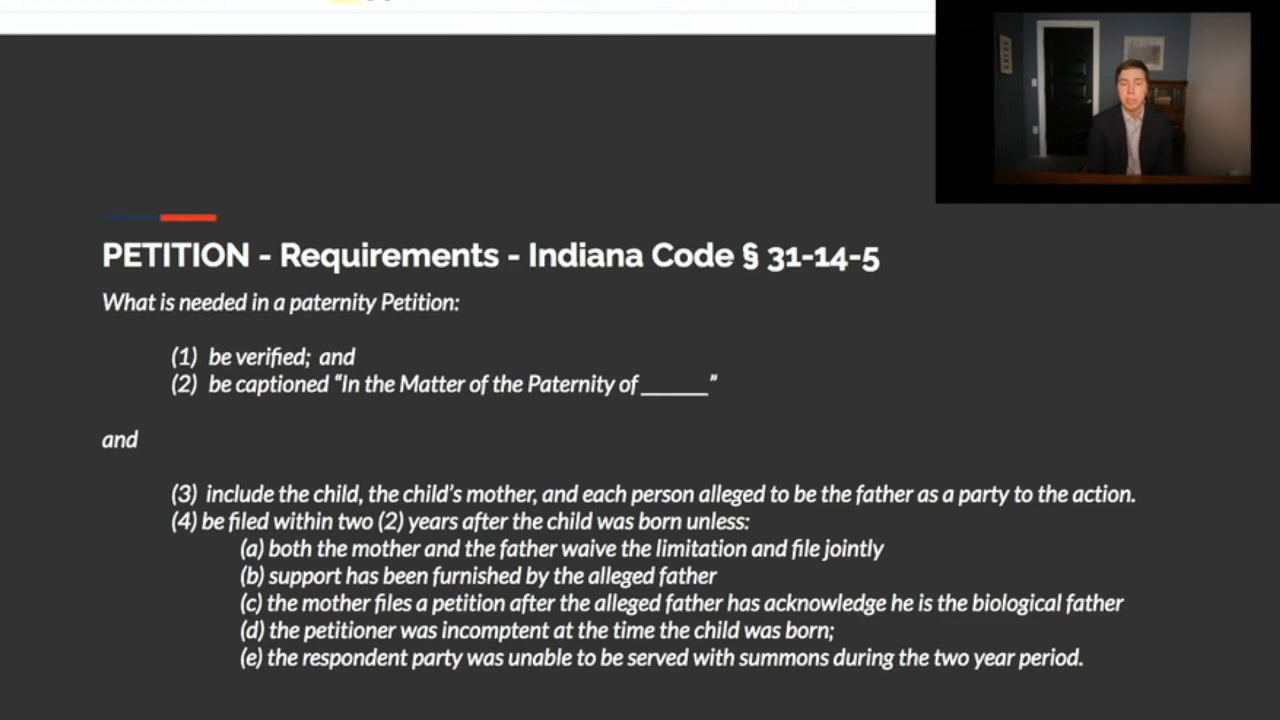 PETITION - Requirements - Indiana Code § 31-14-5
What is needed in a paternity Petition:
(1) be verified; and
(2) be captioned “In the Matter of the Paternity of ______”
and
(3) include the child, the child’s mother, and each person alleged to be the father as a party to the action.
(4) be filed within two (2) years after the child was born unless:
(a) both the mother and the father waive the limitation and file jointly
(b) support has been furnished by the alleged father
(c) the mother files a petition after the alleged father has acknowledge he is the biological father
(d) the petitioner was incomptent at the time the child was born;
(e) the respondent party was unable to be served with summons during the two year period.